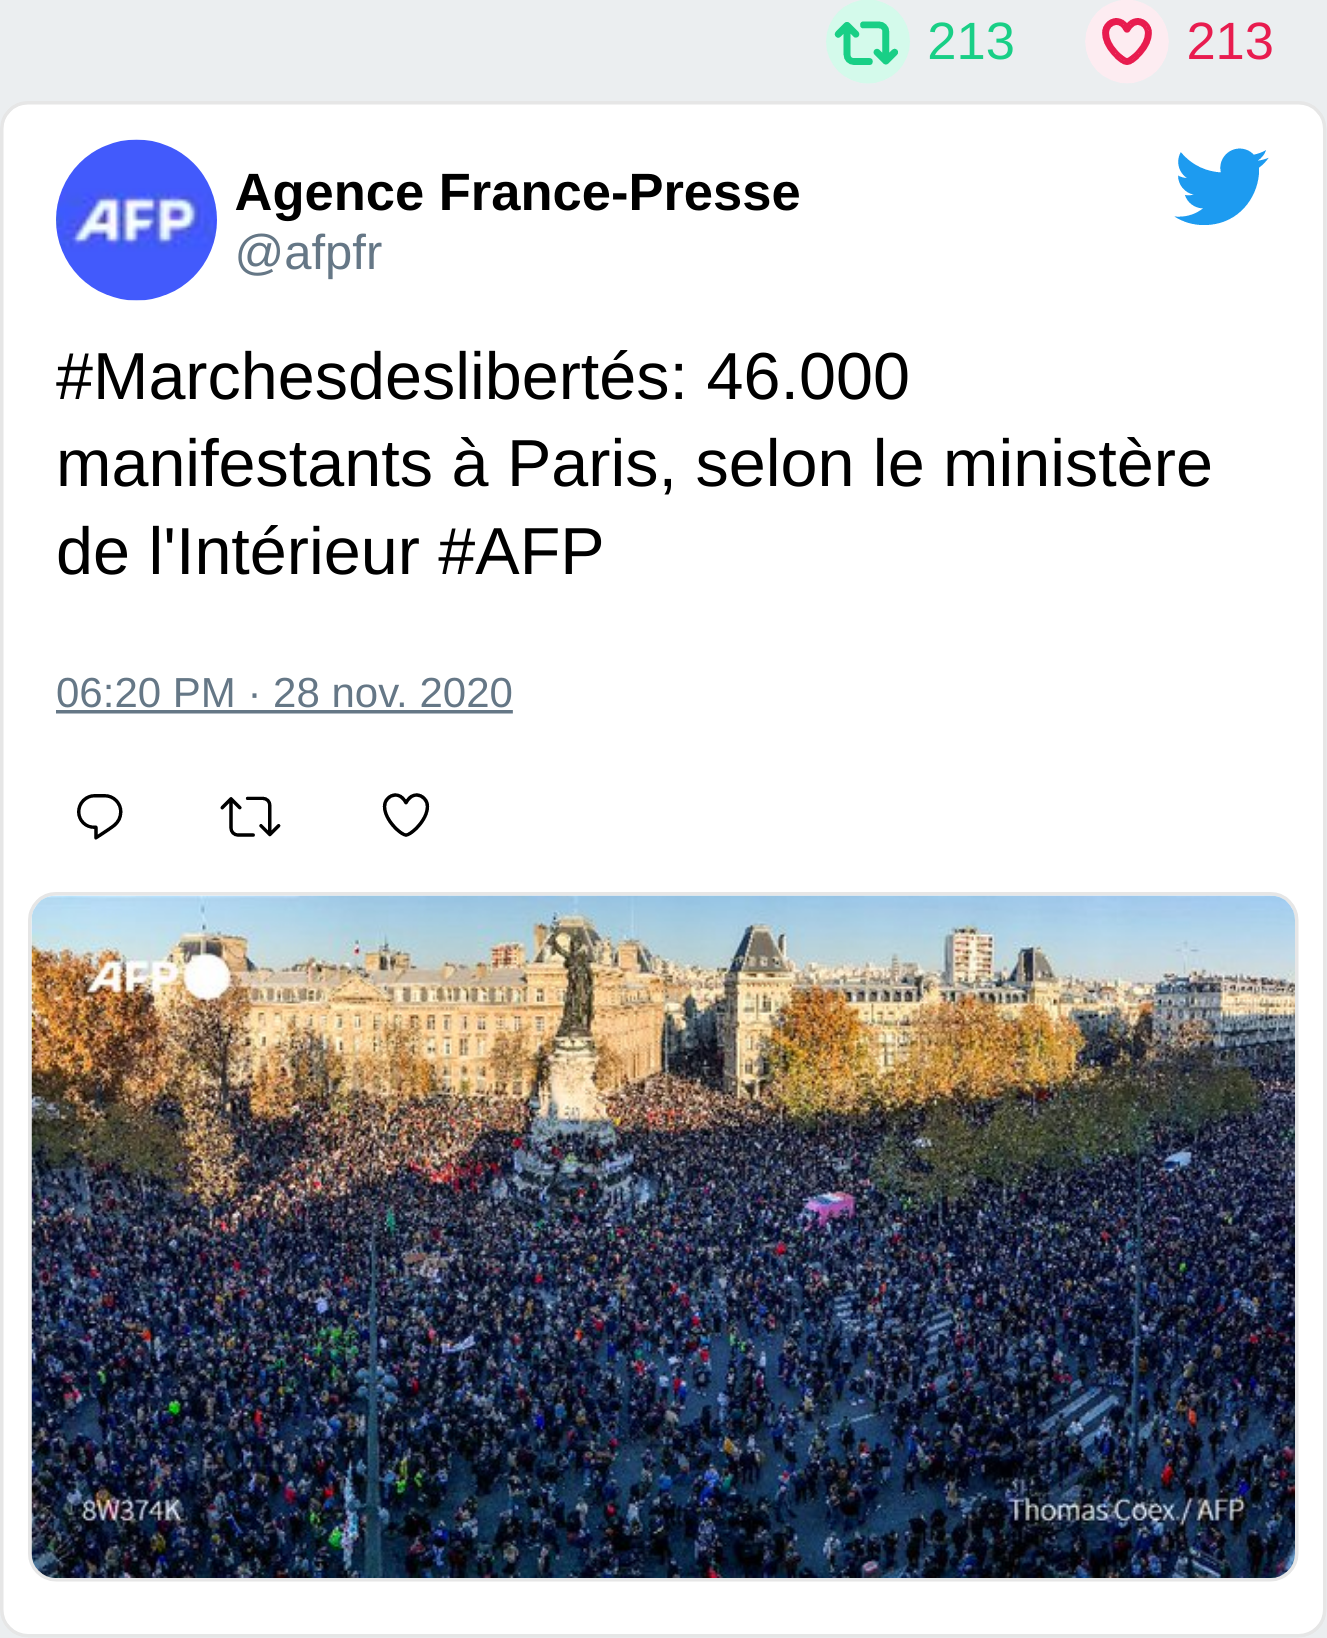 213 213
AFP
Agence France-Presse
@afpfr
#Marchesdeslibertés: 46.000
manifestants à Paris, selon le ministère
de l'Intérieur #AFP
06:20 PM · 28 nov. 2020
AFP
8W374K
Thomas Coex / AFP